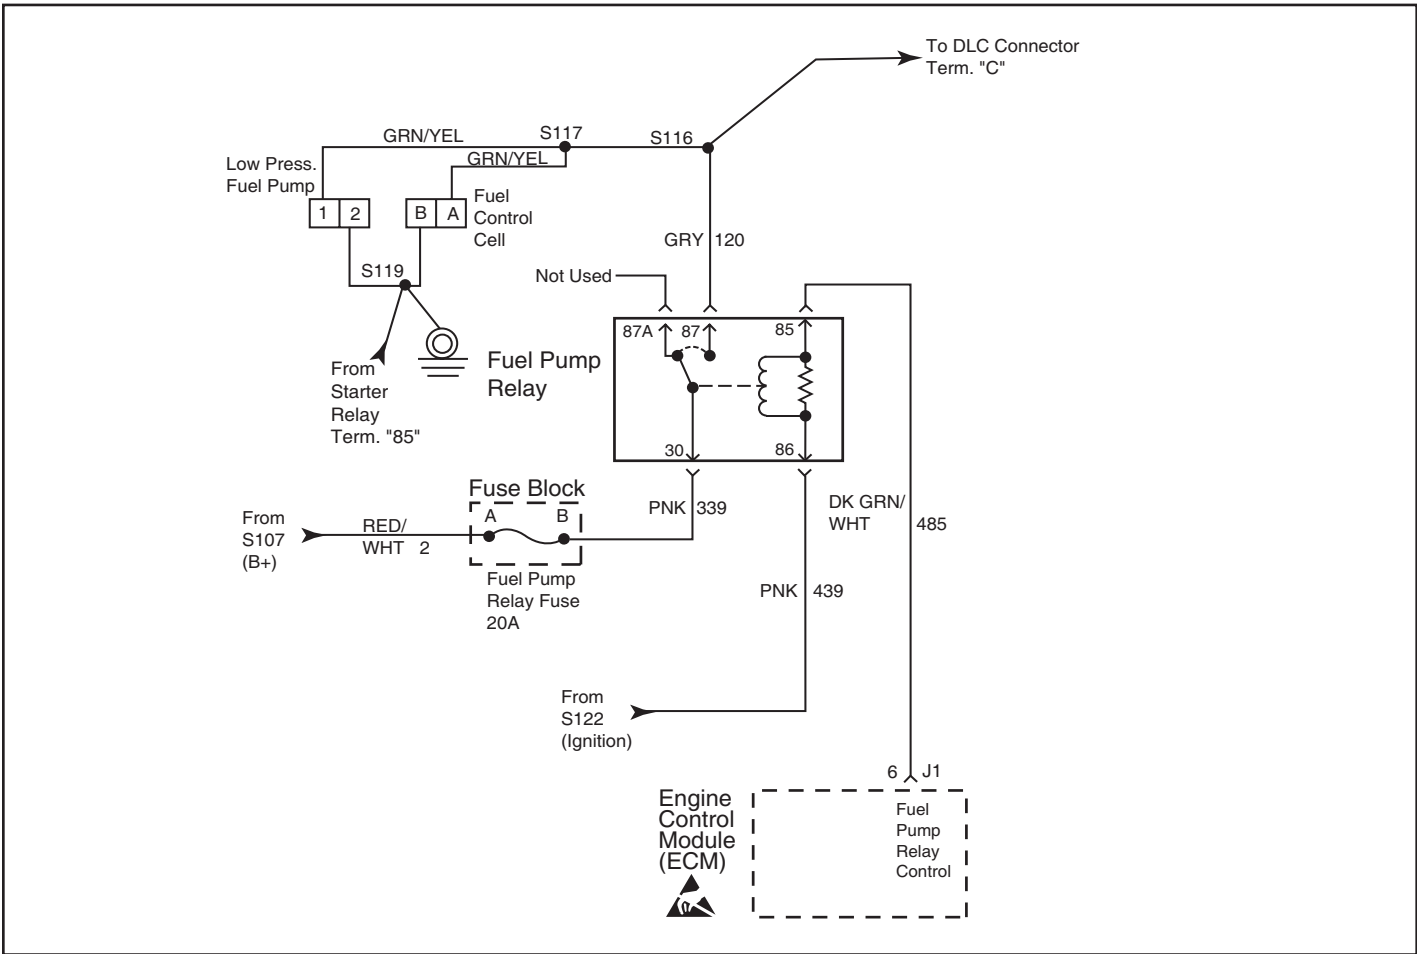 To DLC Connector
Term. "C"
GRN/YEL
S117
S116
GRN/YEL
Low Press.
Fuel Pump
1 2
B A
Fuel
Control
Cell
GRY 120
S119
Not Used
87A 87 85
From
Starter
Relay
Term. "85"
Fuel Pump
Relay
30 86
Fuse Block
A B
PNK 339
DK GRN/
WHT 485
From
S107
(B+)
RED/
WHT 2
Fuel Pump
Relay Fuse
20A
PNK 439
From
S122
(Ignition)
6 J1
Engine
Control
Module
(ECM)
Fuel
Pump
Relay
Control